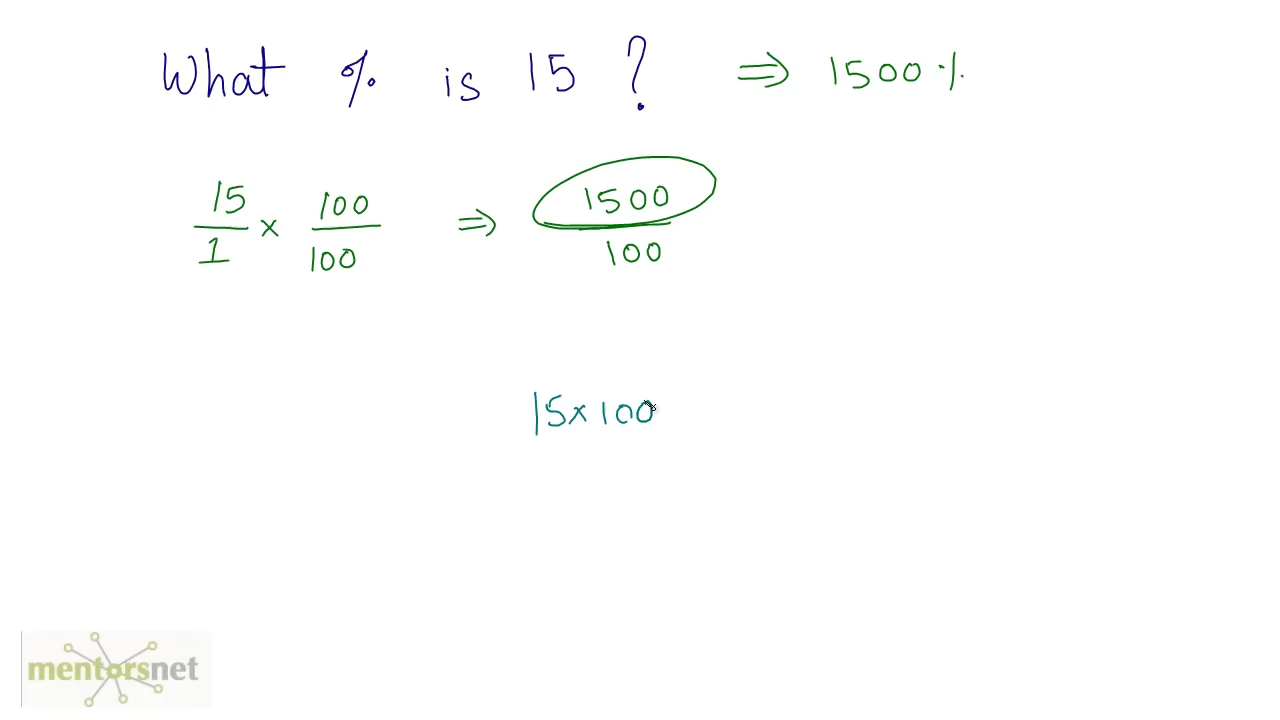 What % is 15 ? ⇒ 1500 %
15/1 × 100/100 ⇒ 1500/100
15 × 100
mentorsnet